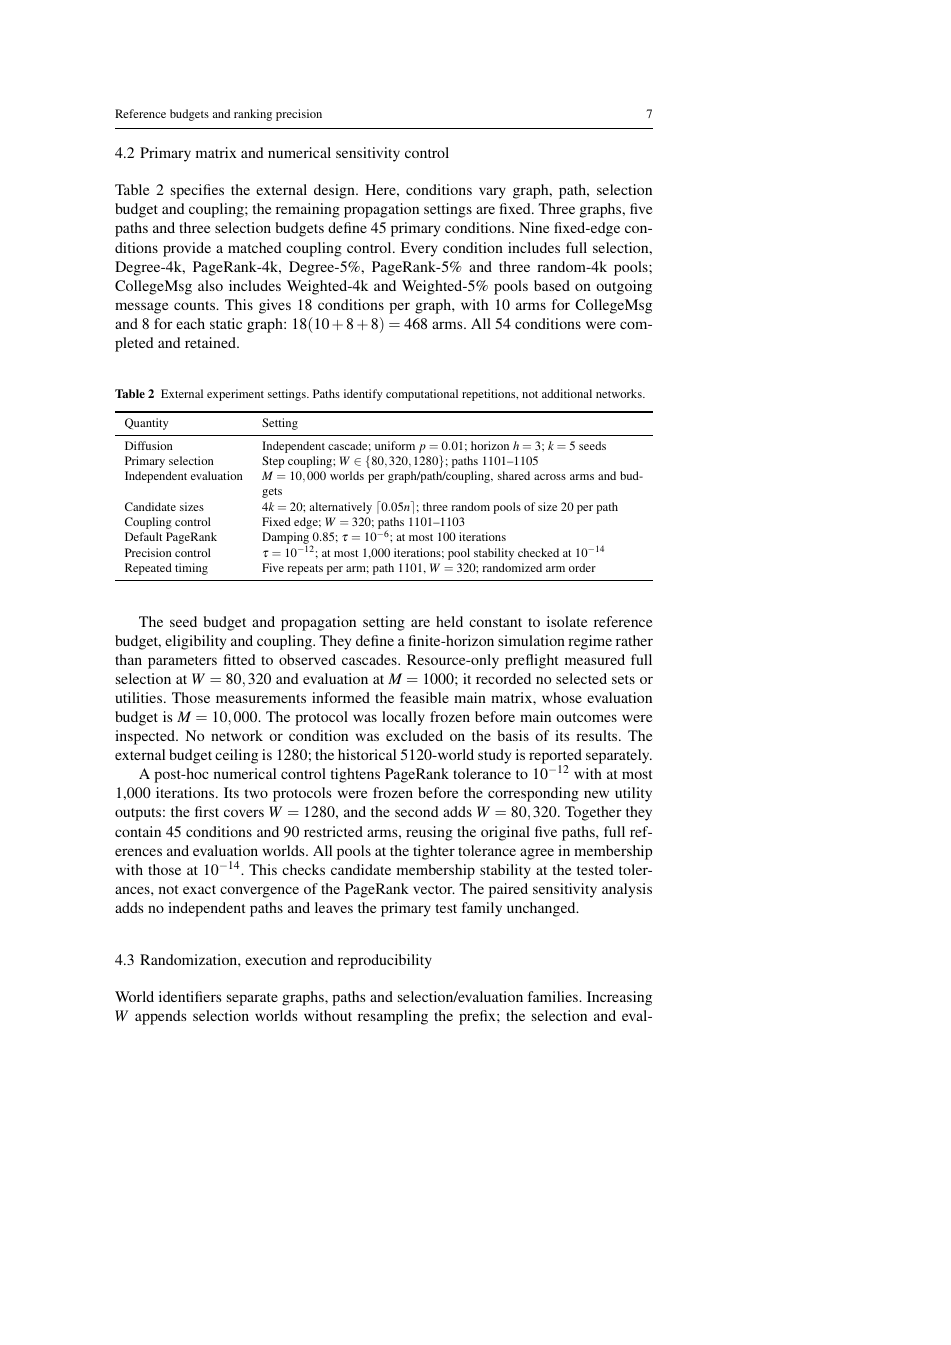 Reference budgets and ranking precision 7
4.2 Primary matrix and numerical sensitivity control
Table 2 specifies the external design. Here, conditions vary graph, path, selection
budget and coupling; the remaining propagation settings are fixed. Three graphs, five
paths and three selection budgets define 45 primary conditions. Nine fixed-edge con-
ditions provide a matched coupling control. Every condition includes full selection,
Degree-4k, PageRank-4k, Degree-5%, PageRank-5% and three random-4k pools;
CollegeMsg also includes Weighted-4k and Weighted-5% pools based on outgoing
message counts. This gives 18 conditions per graph, with 10 arms for CollegeMsg
and 8 for each static graph: 18(10+8+8) = 468 arms. All 54 conditions were com-
pleted and retained.
Table 2 External experiment settings. Paths identify computational repetitions, not additional networks.
Quantity Setting
Diffusion Independent cascade; uniform p = 0.01; horizon h = 3; k = 5 seeds
Primary selection Step coupling; W ∈ {80,320,1280}; paths 1101–1105
Independent evaluation M = 10,000 worlds per graph/path/coupling, shared across arms and bud-
gets
Candidate sizes 4k = 20; alternatively ⌈0.05n⌉; three random pools of size 20 per path
Coupling control Fixed edge; W = 320; paths 1101–1103
Default PageRank Damping 0.85; τ = 10⁻⁶; at most 100 iterations
Precision control τ = 10⁻¹²; at most 1,000 iterations; pool stability checked at 10⁻¹⁴
Repeated timing Five repeats per arm; path 1101, W = 320; randomized arm order
The seed budget and propagation setting are held constant to isolate reference
budget, eligibility and coupling. They define a finite-horizon simulation regime rather
than parameters fitted to observed cascades. Resource-only preflight measured full
selection at W = 80,320 and evaluation at M = 1000; it recorded no selected sets or
utilities. Those measurements informed the feasible main matrix, whose evaluation
budget is M = 10,000. The protocol was locally frozen before main outcomes were
inspected. No network or condition was excluded on the basis of its results. The
external budget ceiling is 1280; the historical 5120-world study is reported separately.
A post-hoc numerical control tightens PageRank tolerance to 10⁻¹² with at most
1,000 iterations. Its two protocols were frozen before the corresponding new utility
outputs: the first covers W = 1280, and the second adds W = 80,320. Together they
contain 45 conditions and 90 restricted arms, reusing the original five paths, full ref-
erences and evaluation worlds. All pools at the tighter tolerance agree in membership
with those at 10⁻¹⁴. This checks candidate membership stability at the tested toler-
ances, not exact convergence of the PageRank vector. The paired sensitivity analysis
adds no independent paths and leaves the primary test family unchanged.
4.3 Randomization, execution and reproducibility
World identifiers separate graphs, paths and selection/evaluation families. Increasing
W appends selection worlds without resampling the prefix; the selection and eval-